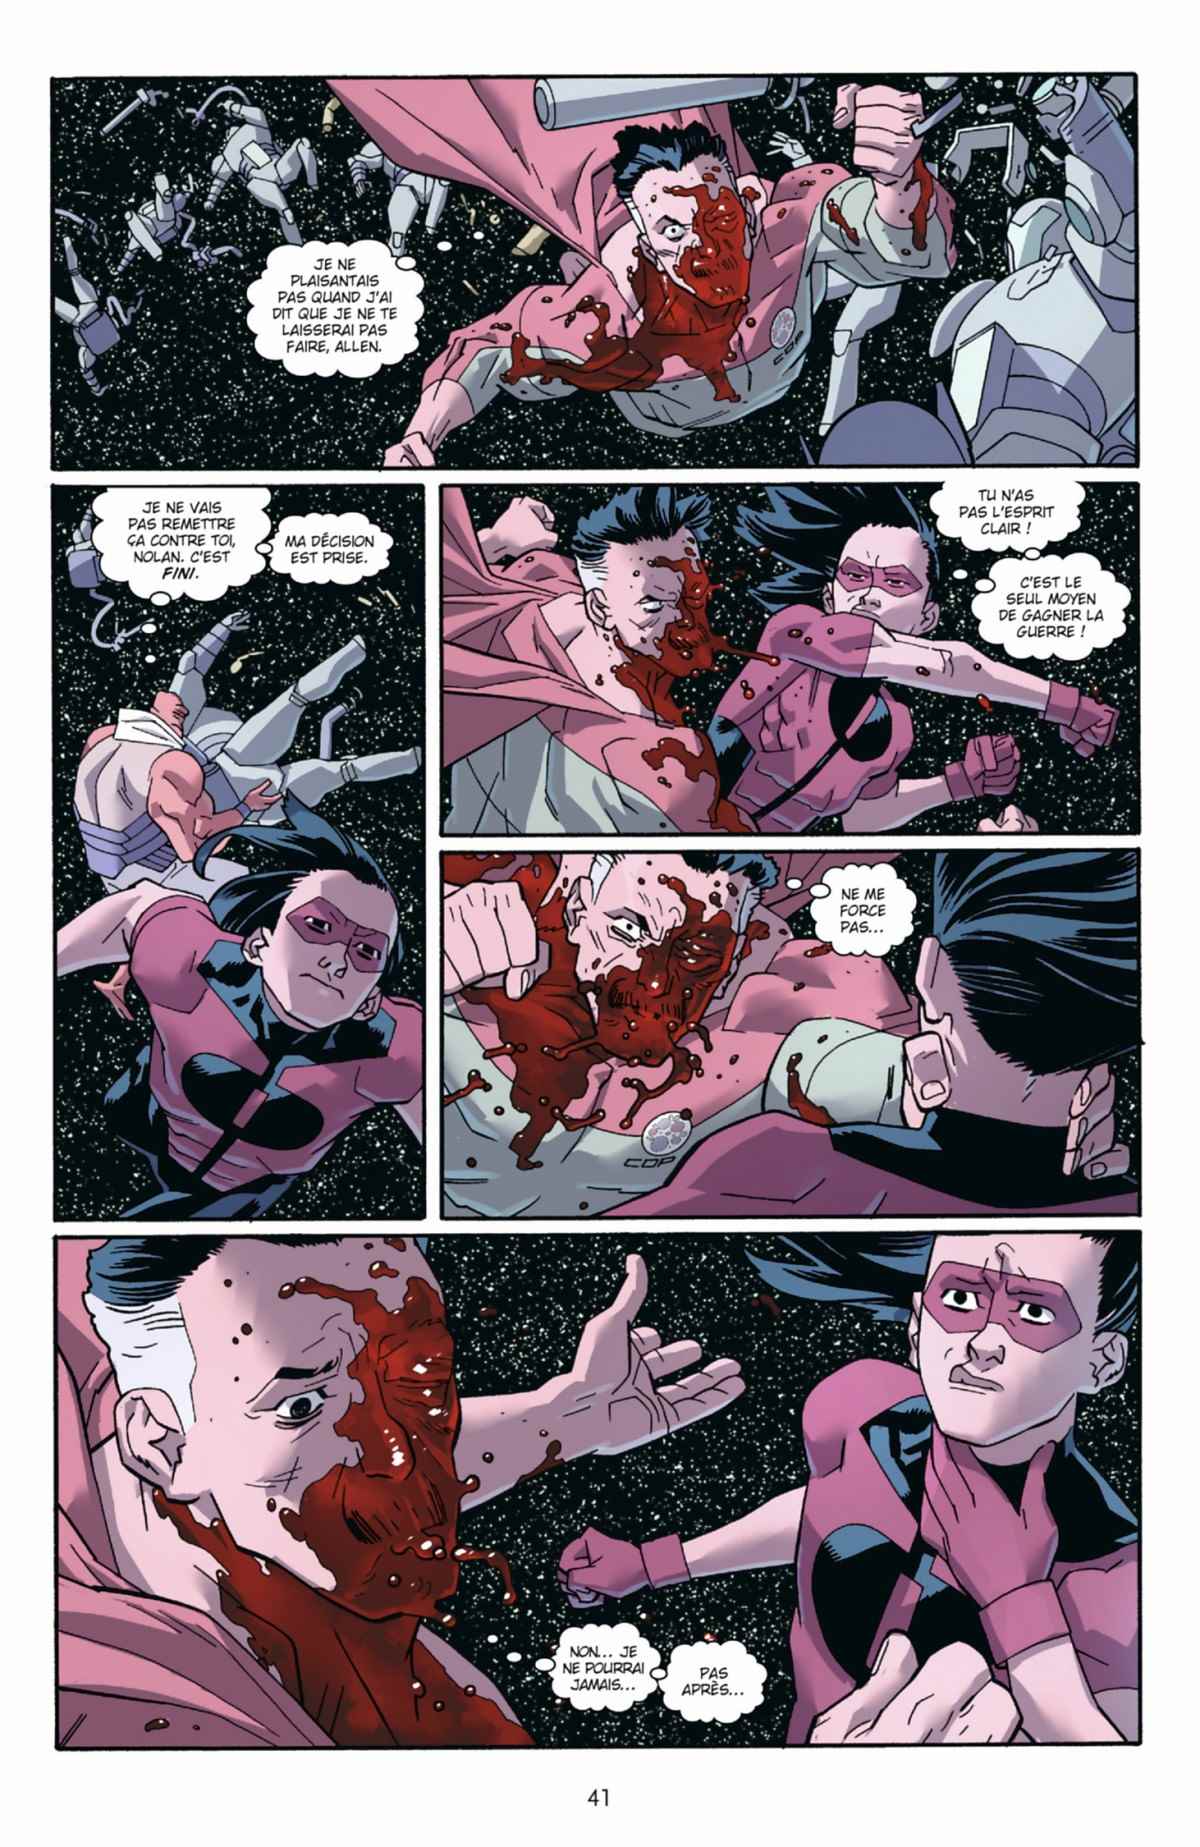 JE NE
PLAISANTAIS
PAS QUAND J'AI
DIT QUE JE NE TE
LAISSERAI PAS
FAIRE, ALLEN.
CDP
JE NE VAIS
PAS REMETTRE
ÇA CONTRE TOI,
NOLAN. C'EST
FINI.
MA DÉCISION
EST PRISE.
TU N'AS
PAS L'ESPRIT
CLAIR !
C'EST LE
SEUL MOYEN
DE GAGNER LA
GUERRE !
NE ME
FORCE
PAS...
CDP
NON... JE
NE POURRAI
JAMAIS...
PAS
APRÈS...
41